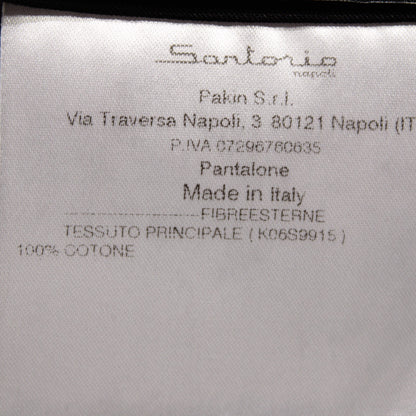 Santorio
napoli
Pakin S.r.l.
Via Traversa Napoli, 3 80121 Napoli (IT
P.IVA 07296760635
Pantalone
Made in Italy
--------------------FIBREESTERNE
TESSUTO PRINCIPALE ( K06S9915 )
100% COTONE